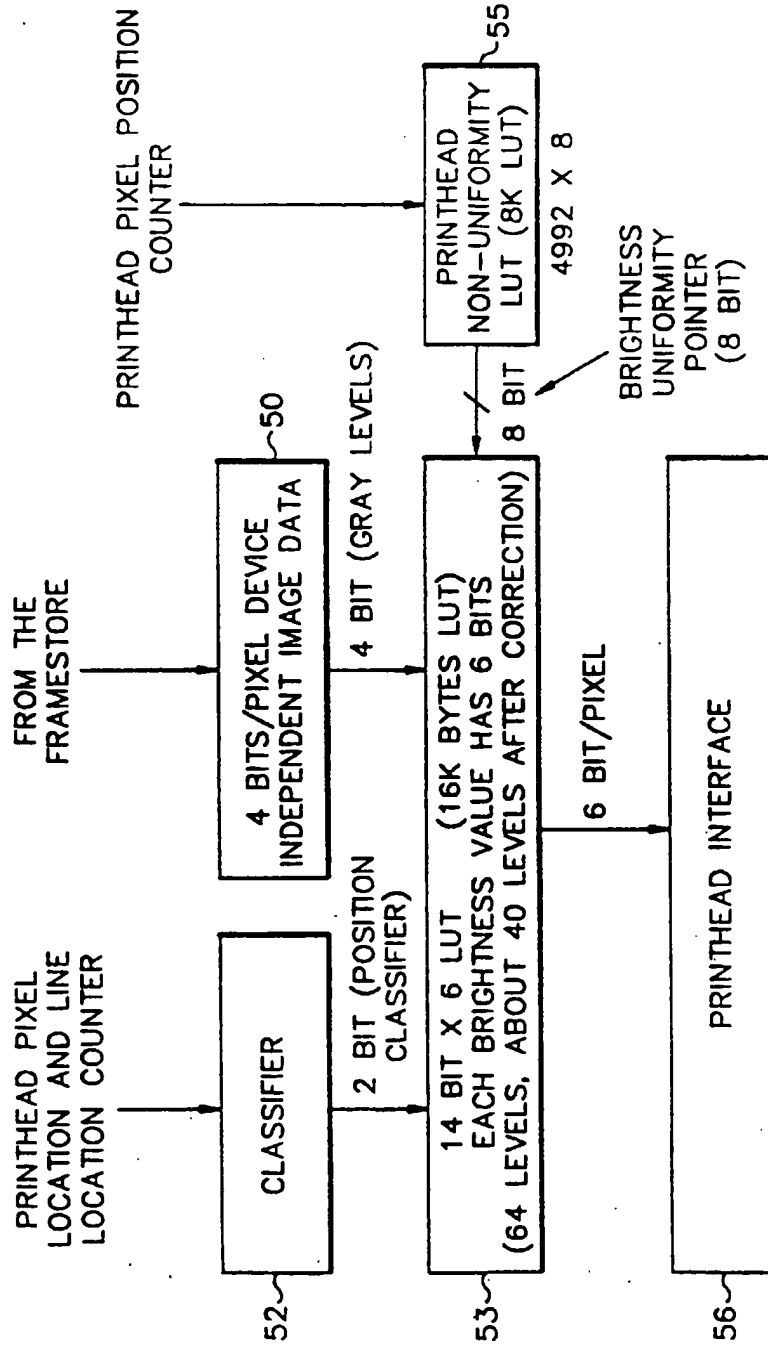 PRINTHEAD PIXEL
LOCATION AND LINE
LOCATION COUNTER
FROM THE
FRAMESTORE
PRINTHEAD PIXEL POSITION
COUNTER
52
CLASSIFIER
50
4 BITS/PIXEL DEVICE
INDEPENDENT IMAGE DATA
55
PRINTHEAD
NON-UNIFORMITY
LUT (8K LUT)
4992 X 8
2 BIT (POSITION
CLASSIFIER)
4 BIT (GRAY LEVELS)
53
14 BIT X 6 LUT (16K BYTES LUT)
EACH BRIGHTNESS VALUE HAS 6 BITS
(64 LEVELS, ABOUT 40 LEVELS AFTER CORRECTION)
8 BIT
BRIGHTNESS
UNIFORMITY
POINTER
(8 BIT)
6 BIT/PIXEL
56
PRINTHEAD INTERFACE